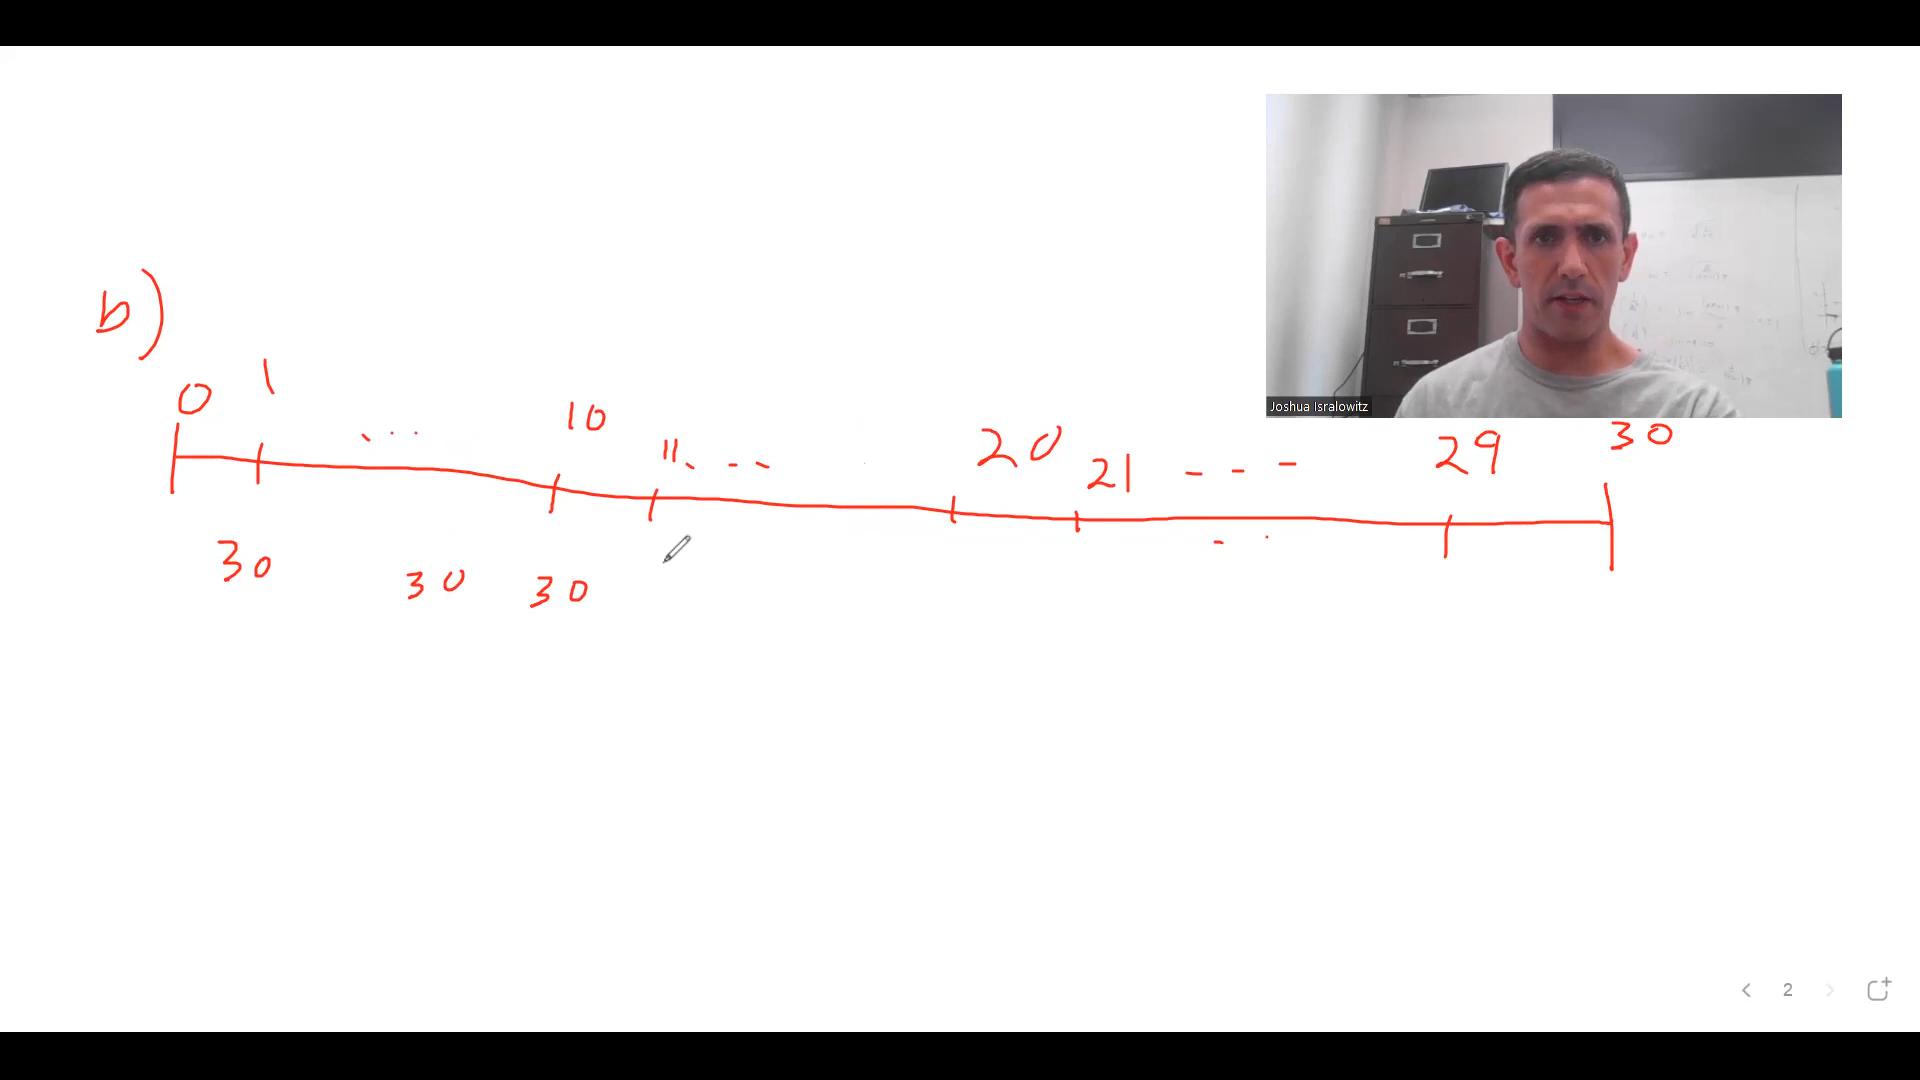 b)
0 1 ... 10 11 ... 20 21 - - - 29 30
30 30 30
Joshua Isralowitz
2